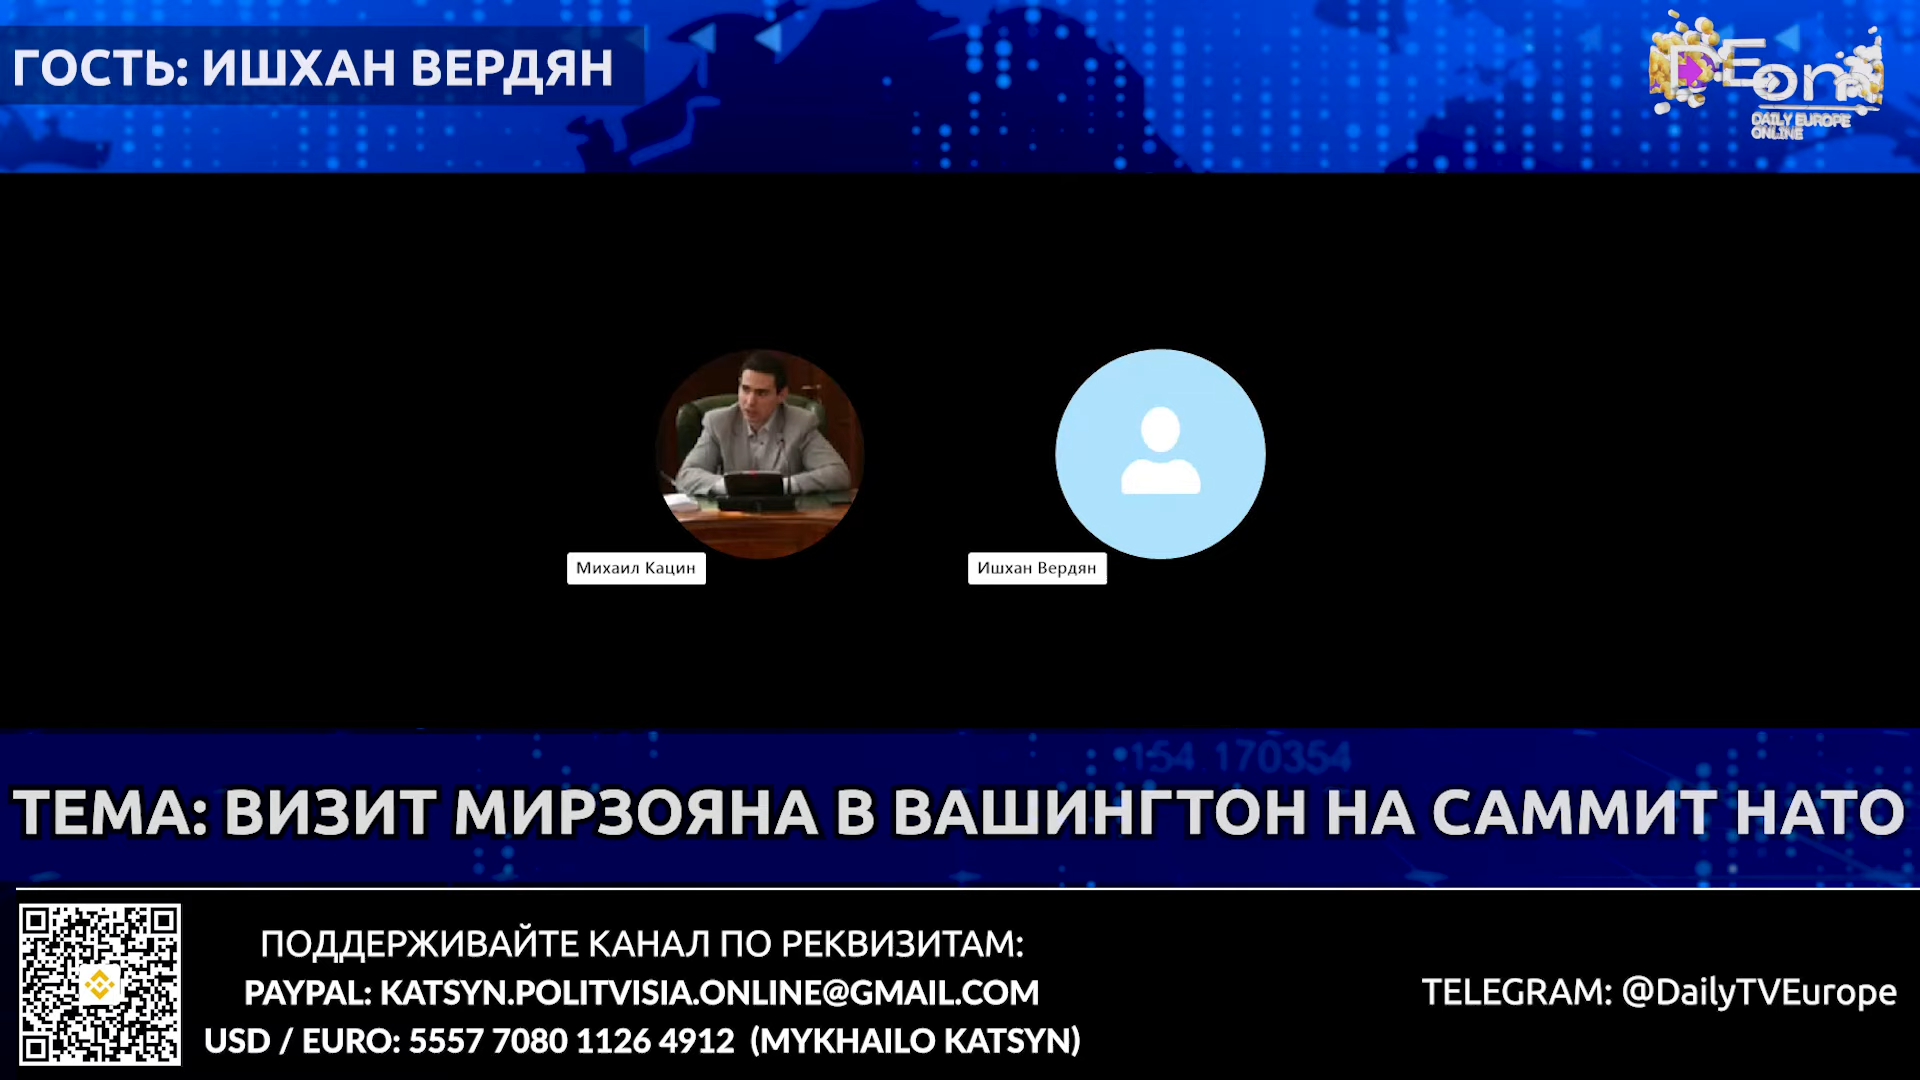 ГОСТЬ: ИШХАН ВЕРДЯН
DEon
DAILY EUROPE
ONLINE
Михаил Кацин
Ишхан Вердян
154 170354
ТЕМА: ВИЗИТ МИРЗОЯНА В ВАШИНГТОН НА САММИТ НАТО
ПОДДЕРЖИВАЙТЕ КАНАЛ ПО РЕКВИЗИТАМ:
PAYPAL: KATSYN.POLITVISIA.ONLINE@GMAIL.COM
USD / EURO: 5557 7080 1126 4912 (MYKHAILO KATSYN)
TELEGRAM: @DailyTVEurope